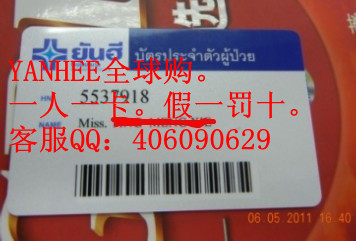 ยันฮี
บัตรประจำตัวผู้ป่วย
YANHEE全球购。
HN
5537918
一人一卡。假一罚十。
NAME Miss.
客服QQ：406090629
06 05 2011 16:40